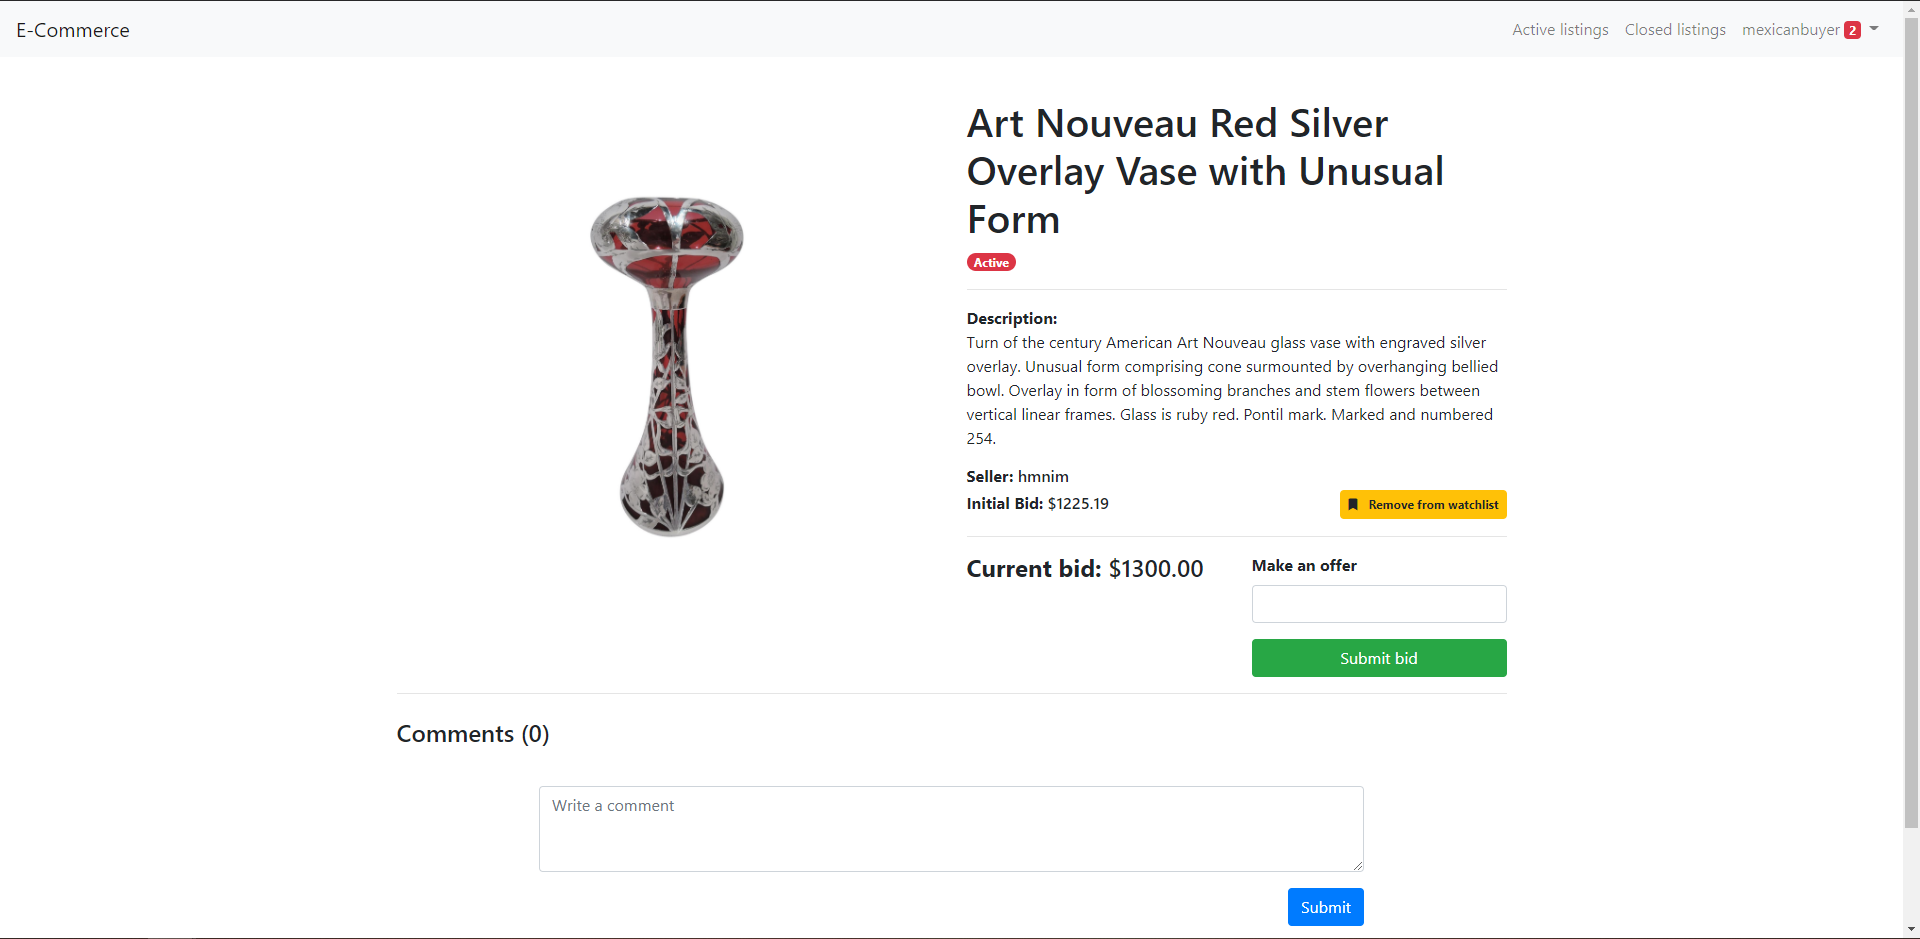 E-Commerce
Active listings
Closed listings
mexicanbuyer 2
Art Nouveau Red Silver
Overlay Vase with Unusual
Form
Active
Description:
Turn of the century American Art Nouveau glass vase with engraved silver
overlay. Unusual form comprising cone surmounted by overhanging bellied
bowl. Overlay in form of blossoming branches and stem flowers between
vertical linear frames. Glass is ruby red. Pontil mark. Marked and numbered
254.
Seller: hmnim
Initial Bid: $1225.19
Remove from watchlist
Current bid: $1300.00
Make an offer
Submit bid
Comments (0)
Write a comment
Submit